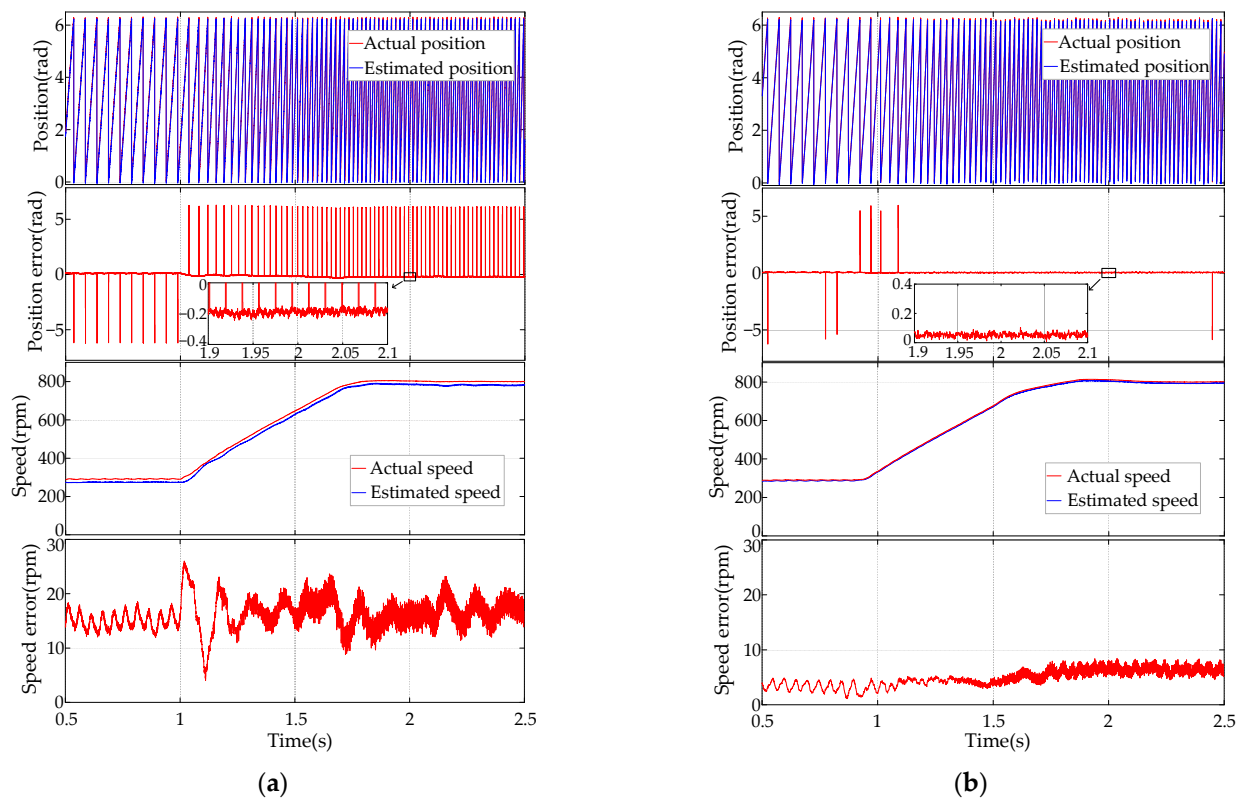 6
4
2
0
Position(rad)
Actual position
Estimated position
5
0
−5
Position error(rad)
0
−0.2
−0.4
1.9
1.95
2
2.05
2.1
800
600
400
200
0
Speed(rpm)
Actual speed
Estimated speed
30
20
10
0
Speed error(rpm)
0.5
1
1.5
2
2.5
Time(s)
(a)
6
4
2
0
Position(rad)
Actual position
Estimated position
5
0
−5
Position error(rad)
0.4
0.2
0
1.9
1.95
2
2.05
2.1
800
600
400
200
0
Speed(rpm)
Actual speed
Estimated speed
30
20
10
0
Speed error(rpm)
0.5
1
1.5
2
2.5
Time(s)
(b)